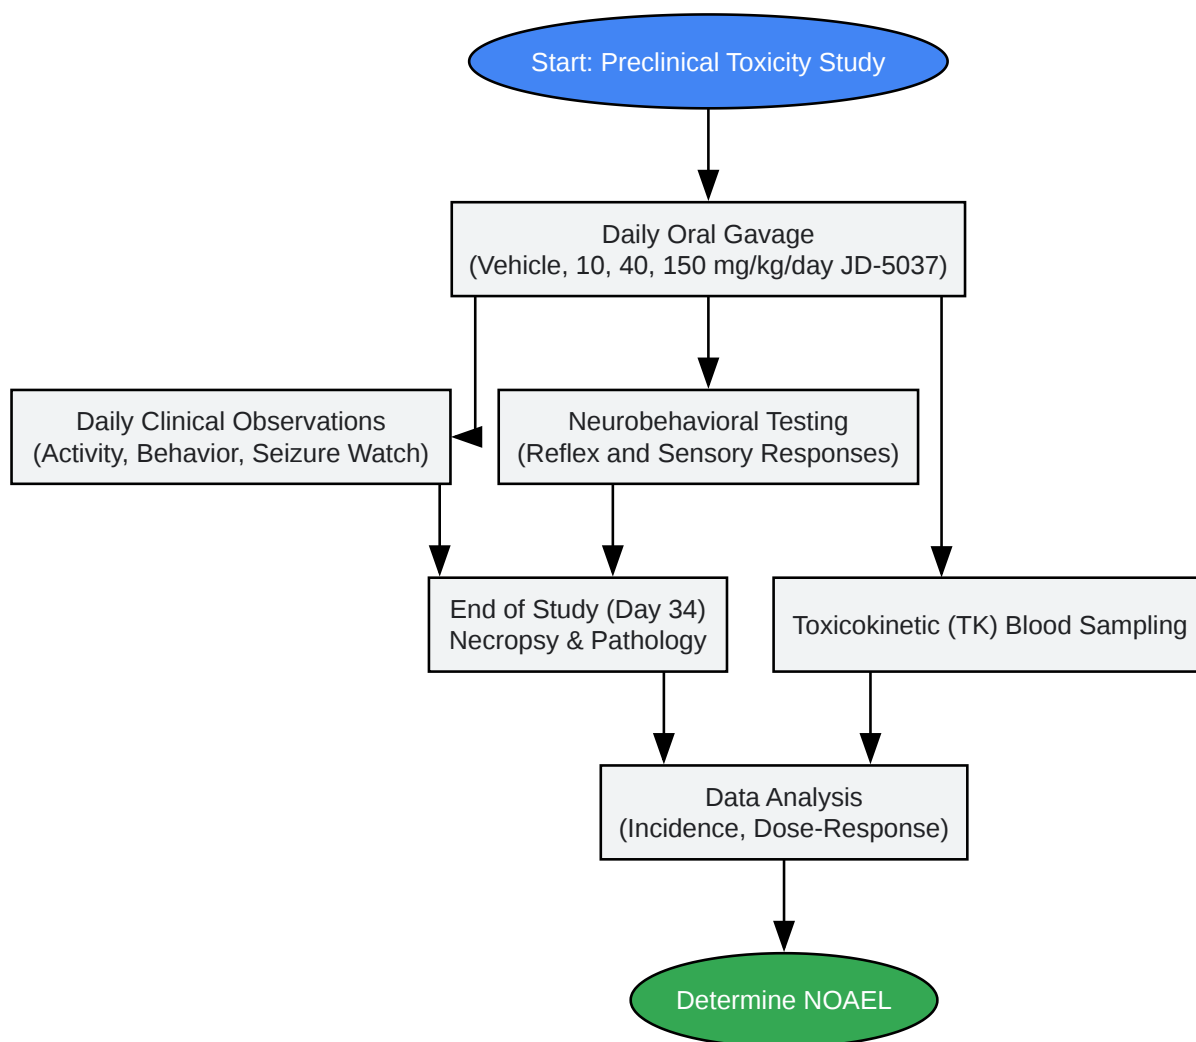 Start: Preclinical Toxicity Study
Daily Oral Gavage
(Vehicle, 10, 40, 150 mg/kg/day JD-5037)
Daily Clinical Observations
(Activity, Behavior, Seizure Watch)
Neurobehavioral Testing
(Reflex and Sensory Responses)
End of Study (Day 34)
Necropsy & Pathology
Toxicokinetic (TK) Blood Sampling
Data Analysis
(Incidence, Dose-Response)
Determine NOAEL